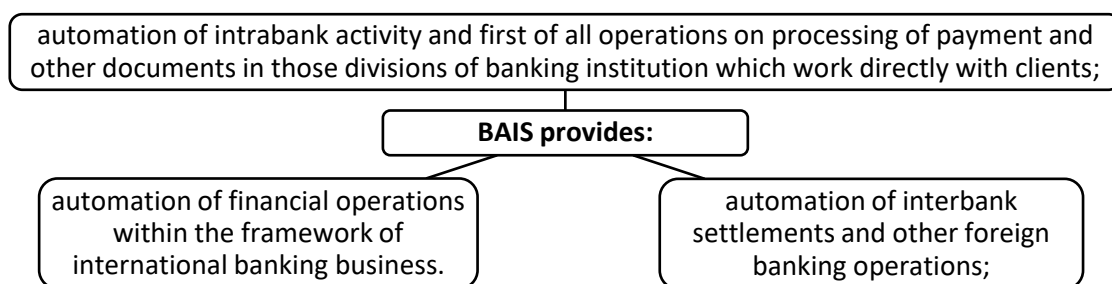 automation of intrabank activity and first of all operations on processing of payment and
other documents in those divisions of banking institution which work directly with clients;
BAIS provides:
automation of financial operations
within the framework of
international banking business.
automation of interbank
settlements and other foreign
banking operations;